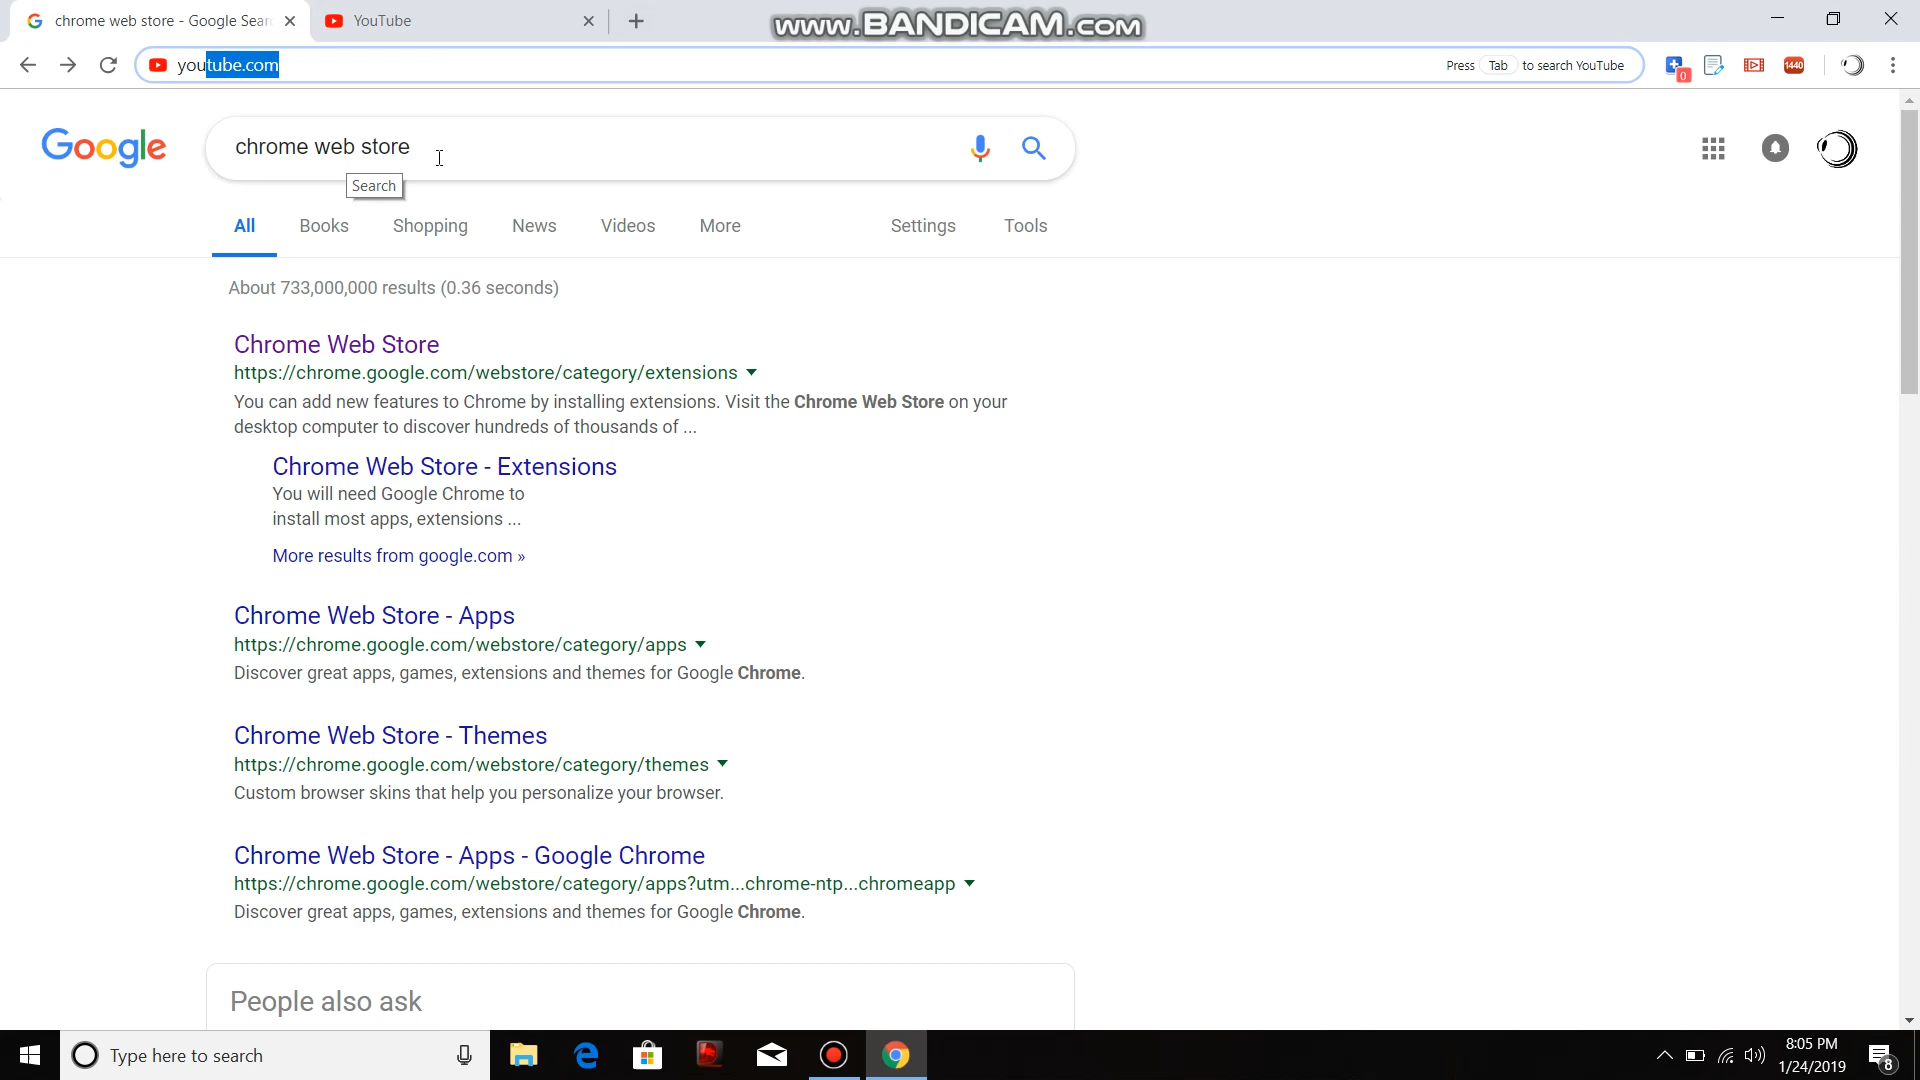 chrome web store - Google Sear
YouTube
www.BANDICAM.com
youtube.com
Press Tab to search YouTube
0
1440
Google
chrome web store
Search
All
Books
Shopping
News
Videos
More
Settings
Tools
About 733,000,000 results (0.36 seconds)
Chrome Web Store
https://chrome.google.com/webstore/category/extensions
You can add new features to Chrome by installing extensions. Visit the Chrome Web Store on your
desktop computer to discover hundreds of thousands of ...
Chrome Web Store - Extensions
You will need Google Chrome to
install most apps, extensions ...
More results from google.com »
Chrome Web Store - Apps
https://chrome.google.com/webstore/category/apps
Discover great apps, games, extensions and themes for Google Chrome.
Chrome Web Store - Themes
https://chrome.google.com/webstore/category/themes
Custom browser skins that help you personalize your browser.
Chrome Web Store - Apps - Google Chrome
https://chrome.google.com/webstore/category/apps?utm...chrome-ntp...chromeapp
Discover great apps, games, extensions and themes for Google Chrome.
People also ask
Type here to search
8:05 PM
1/24/2019
8